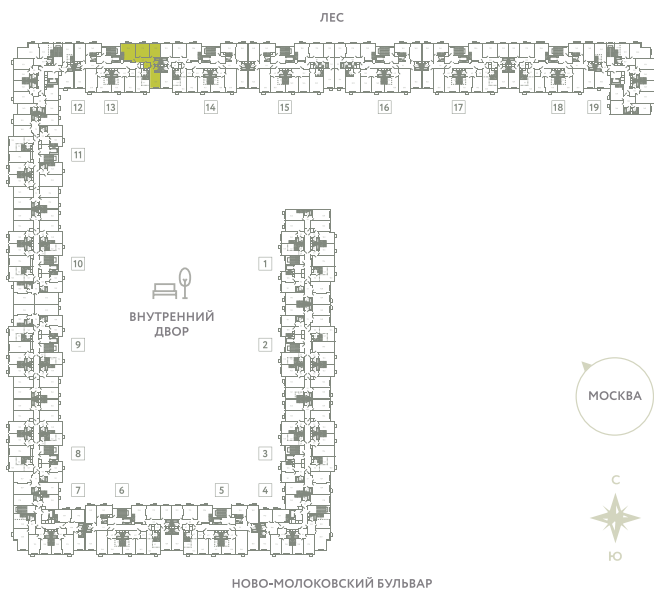 ЛЕС
12 13 14 15 16 17 18 19
11
10 1
ВНУТРЕННИЙ
ДВОР
9 2
МОСКВА
8 3
7 6 5 4
С
Ю
НОВО-МОЛОКОВСКИЙ БУЛЬВАР